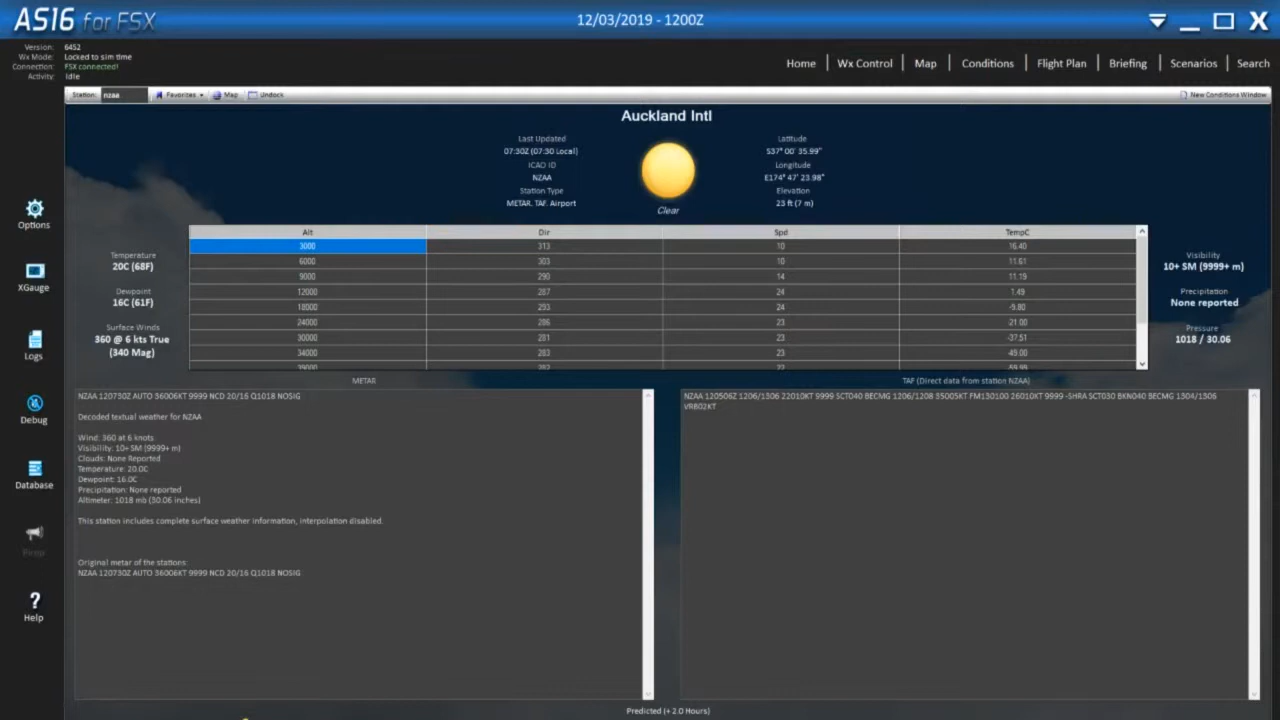 AS16 for FSX
12/03/2019 - 1200Z
Version: 6452
Wx Mode: Locked to sim time
Connection: FSX connected!
Activity: Idle
Home | Wx Control | Map | Conditions | Flight Plan | Briefing | Scenarios | Search
Station: nzaa Favorites Map Undock New Conditions Window
Auckland Intl
Last Updated
07:30Z (07:30 Local)
ICAO ID
NZAA
Station Type
METAR, TAF, Airport
Clear
Latitude
S37° 00' 35.99"
Longitude
E174° 47' 23.98"
Elevation
23 ft (7 m)
Options
XGauge
Logs
Debug
Database
Help
Temperature
20C (68F)
Dewpoint
16C (61F)
Surface Winds
360 @ 6 kts True
(340 Mag)
Alt Dir Spd TempC
3000 313 10 16.40
6000 303 10 11.61
9000 290 14 11.19
12000 287 24 1.49
18000 293 24 -9.80
24000 286 23 -21.00
30000 281 23 -37.51
34000 283 23 -49.00
39000 282 22 -59.99
Visibility
10+ SM (9999+ m)
Precipitation
None reported
Pressure
1018 / 30.06
METAR
NZAA 120730Z AUTO 36006KT 9999 NCD 20/16 Q1018 NOSIG
Decoded textual weather for NZAA
Wind: 360 at 6 knots
Visibility: 10+ SM (9999+ m)
Clouds: None Reported
Temperature: 20.0C
Dewpoint: 16.0C
Precipitation: None reported
Altimeter: 1018 mb (30.06 inches)
This station includes complete surface weather information, interpolation disabled.
Original metar of the stations:
NZAA 120730Z AUTO 36006KT 9999 NCD 20/16 Q1018 NOSIG
TAF (Direct data from station NZAA)
NZAA 120506Z 1206/1306 22010KT 9999 SCT040 BECMG 1206/1208 35005KT FM130100 26010KT 9999 -SHRA SCT030 BKN040 BECMG 1304/1306
VRB02KT
Predicted (+ 2.0 Hours)